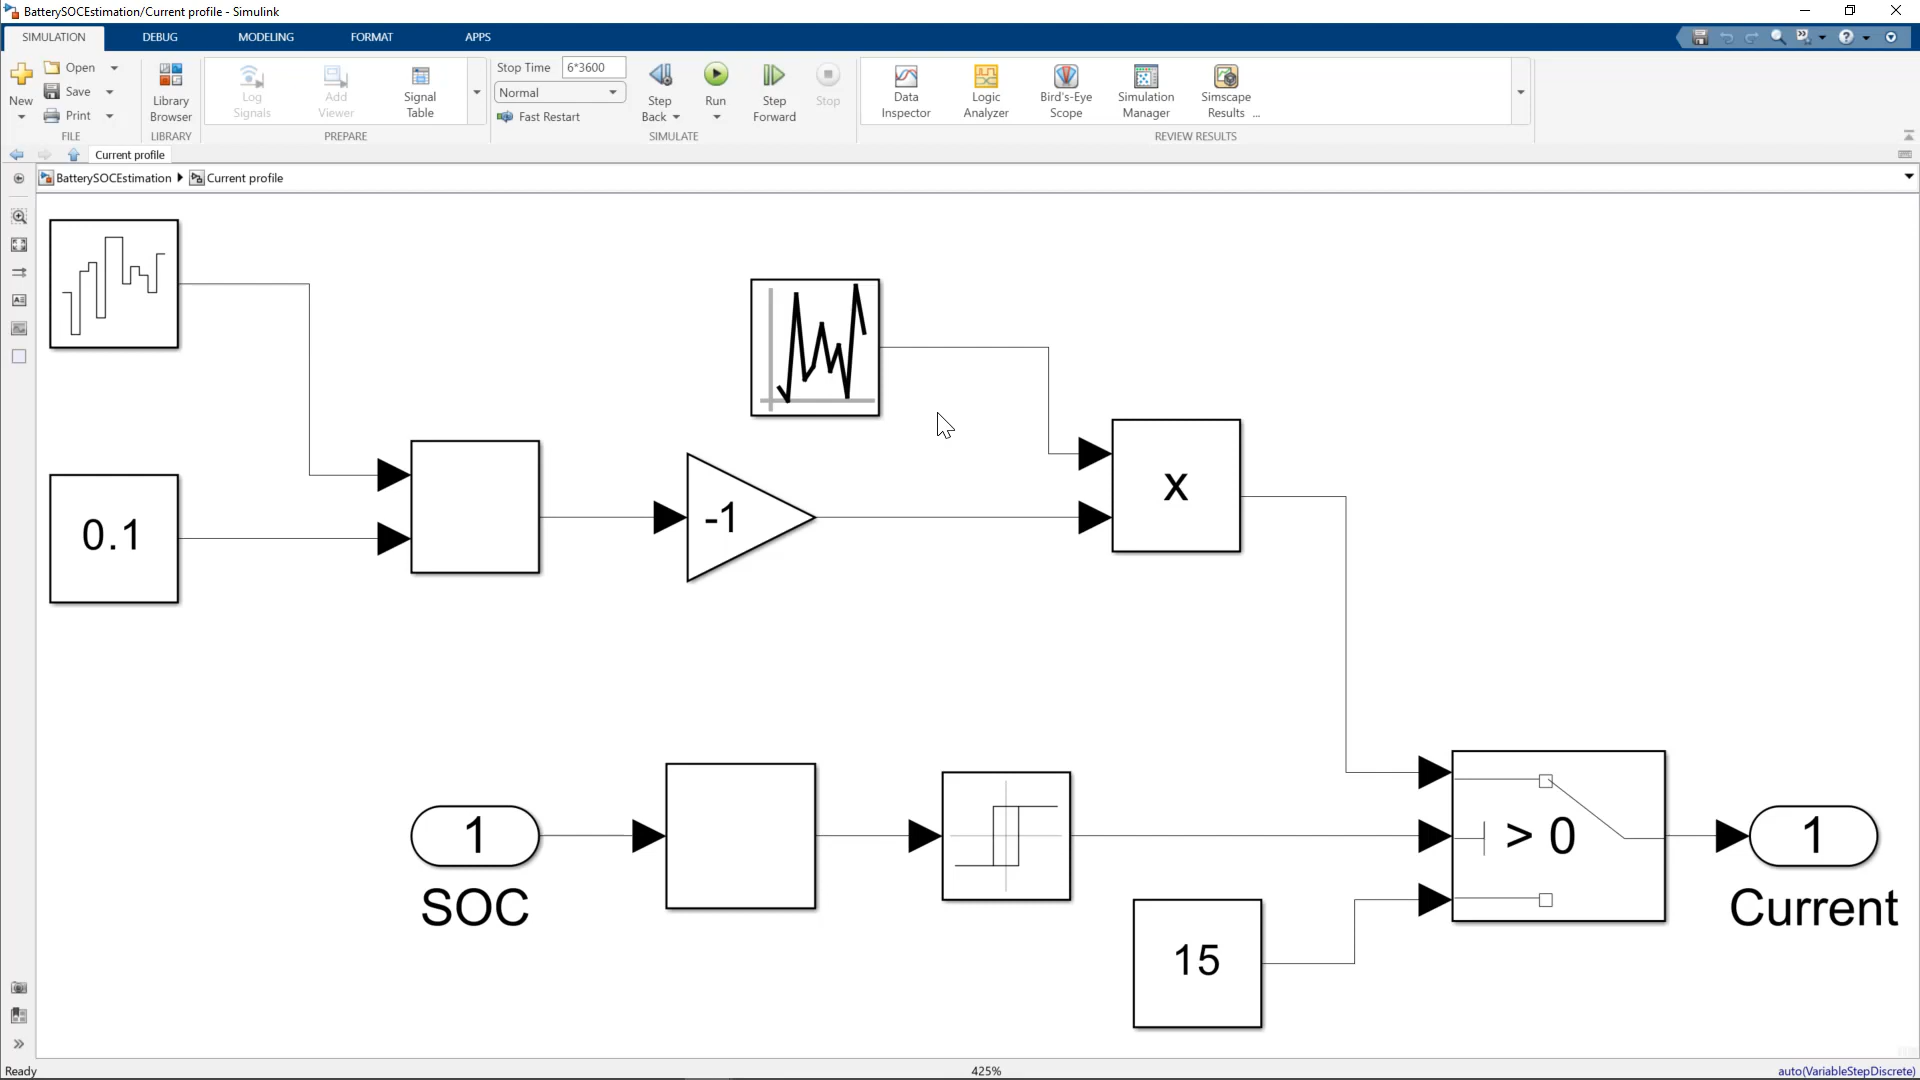 BatterySOCEstimation/Current profile - Simulink
SIMULATION DEBUG MODELING FORMAT APPS
New
Open
Save
Print
FILE
Library Browser
LIBRARY
Log Signals
Add Viewer
Signal Table
PREPARE
Stop Time 6*3600
Normal
Fast Restart
Step Back
Run
Step Forward
Stop
SIMULATE
Data Inspector
Logic Analyzer
Bird's-Eye Scope
Simulation Manager
Simscape Results ...
REVIEW RESULTS
Current profile
BatterySOCEstimation Current profile
0.1
-1
x
1
SOC
15
> 0
1
Current
Ready 425% auto(VariableStepDiscrete)